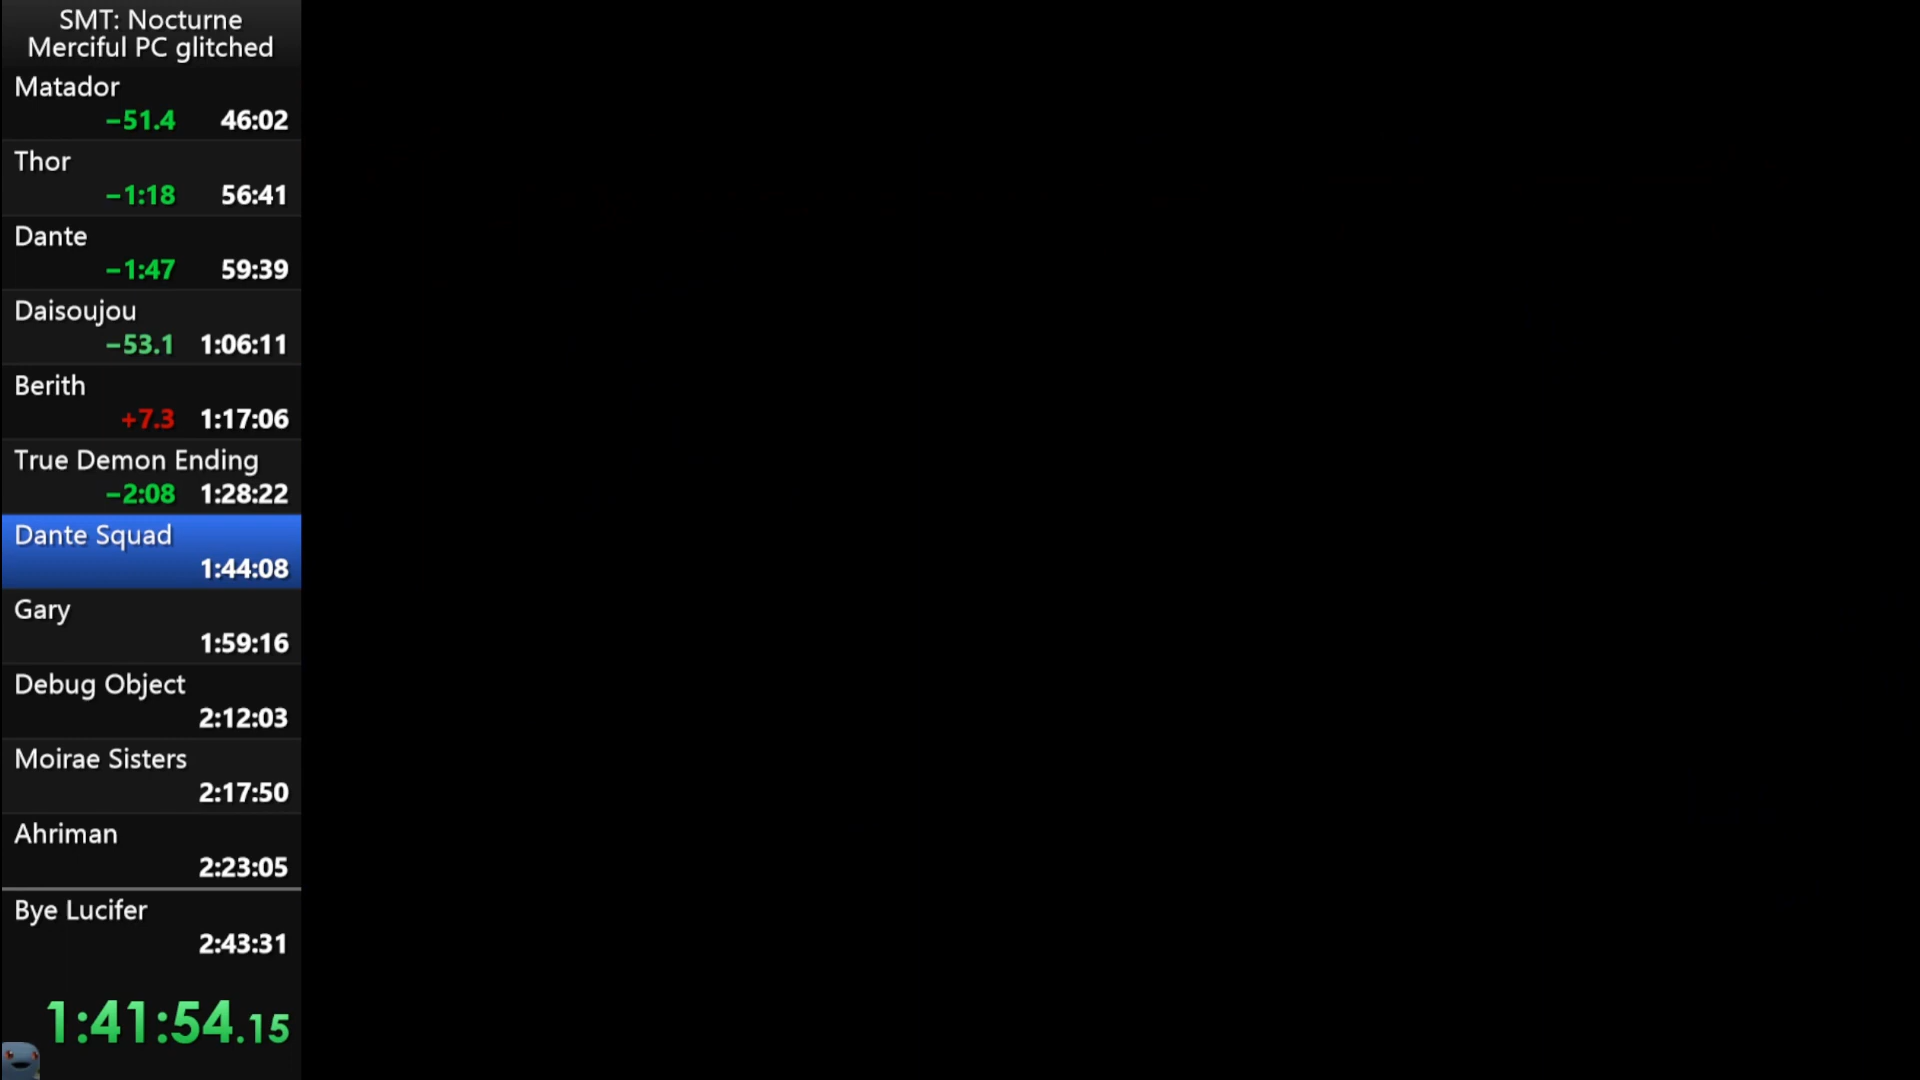 SMT: Nocturne
Merciful PC glitched
Matador
−51.4 46:02
Thor
−1:18 56:41
Dante
−1:47 59:39
Daisoujou
−53.1 1:06:11
Berith
+7.3 1:17:06
True Demon Ending
−2:08 1:28:22
Dante Squad
1:44:08
Gary
1:59:16
Debug Object
2:12:03
Moirae Sisters
2:17:50
Ahriman
2:23:05
Bye Lucifer
2:43:31
1:41:54.15